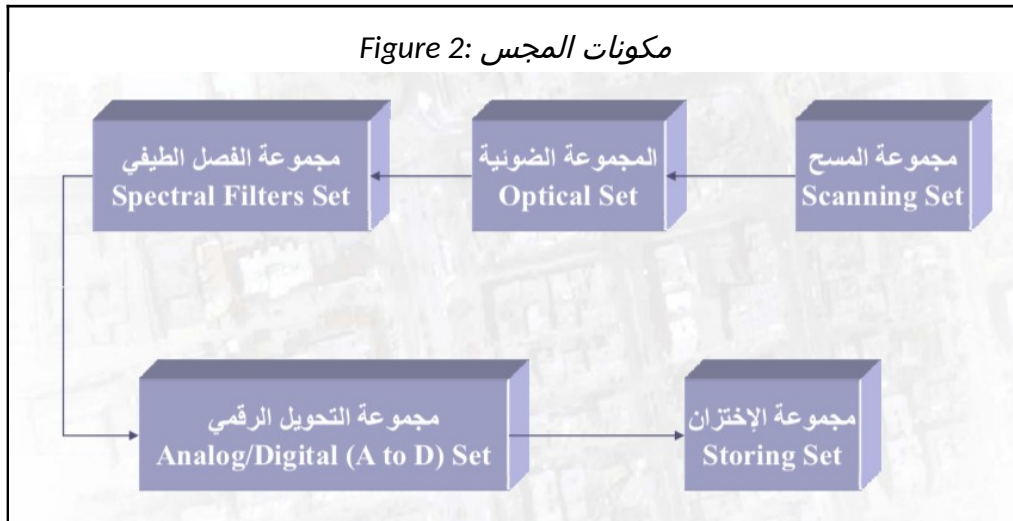 Figure 2: مكونات المجس
مجموعة المسح
Scanning Set
المجموعة الضوئية
Optical Set
مجموعة الفصل الطيفي
Spectral Filters Set
مجموعة التحويل الرقمي
Analog/Digital (A to D) Set
مجموعة الإختزان
Storing Set